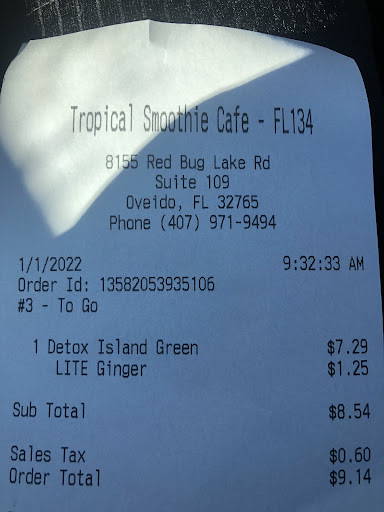 Tropical Smoothie Cafe - FL134
8155 Red Bug Lake Rd
Suite 109
Oveido, FL 32765
Phone (407) 971-9494
1/1/2022 9:32:33 AM
Order Id: 13582053935106
#3 - To Go
1 Detox Island Green $7.29
LITE Ginger $1.25
Sub Total $8.54
Sales Tax $0.60
Order Total $9.14